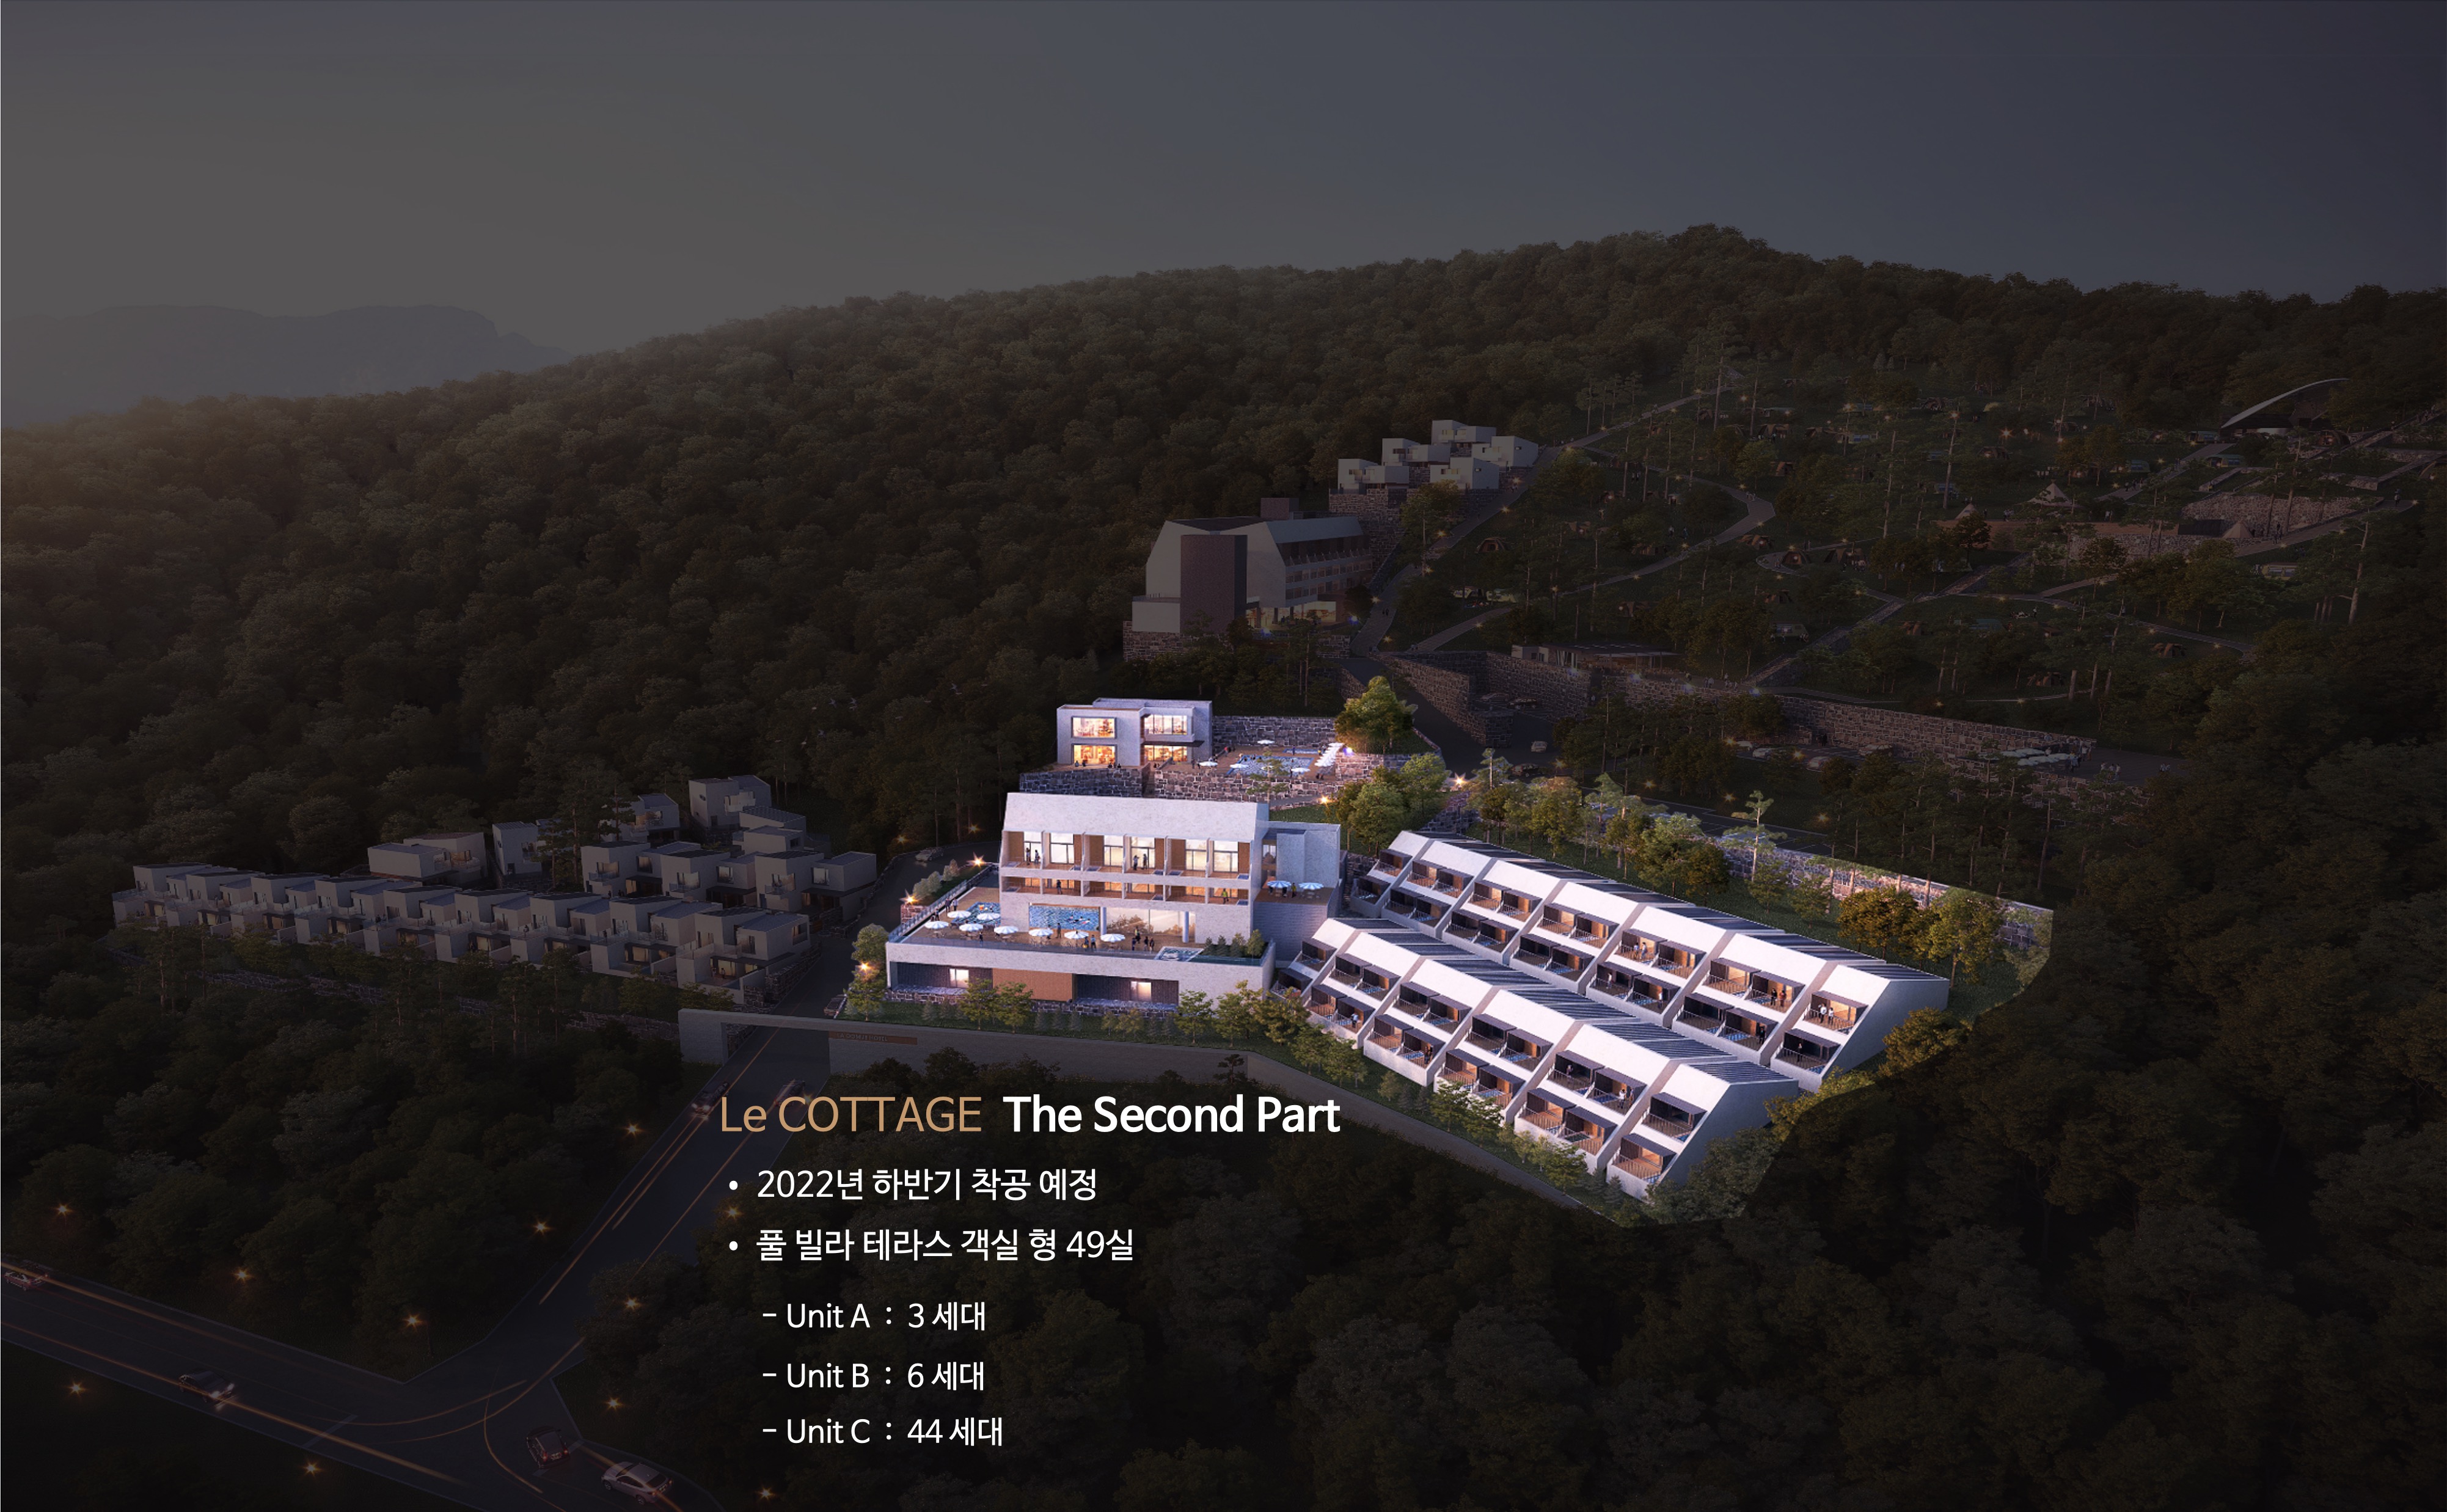 Le COTTAGE The Second Part
• 2022년 하반기 착공 예정
• 풀 빌라 테라스 객실 형 49실
- Unit A : 3 세대
- Unit B : 6 세대
- Unit C : 44 세대